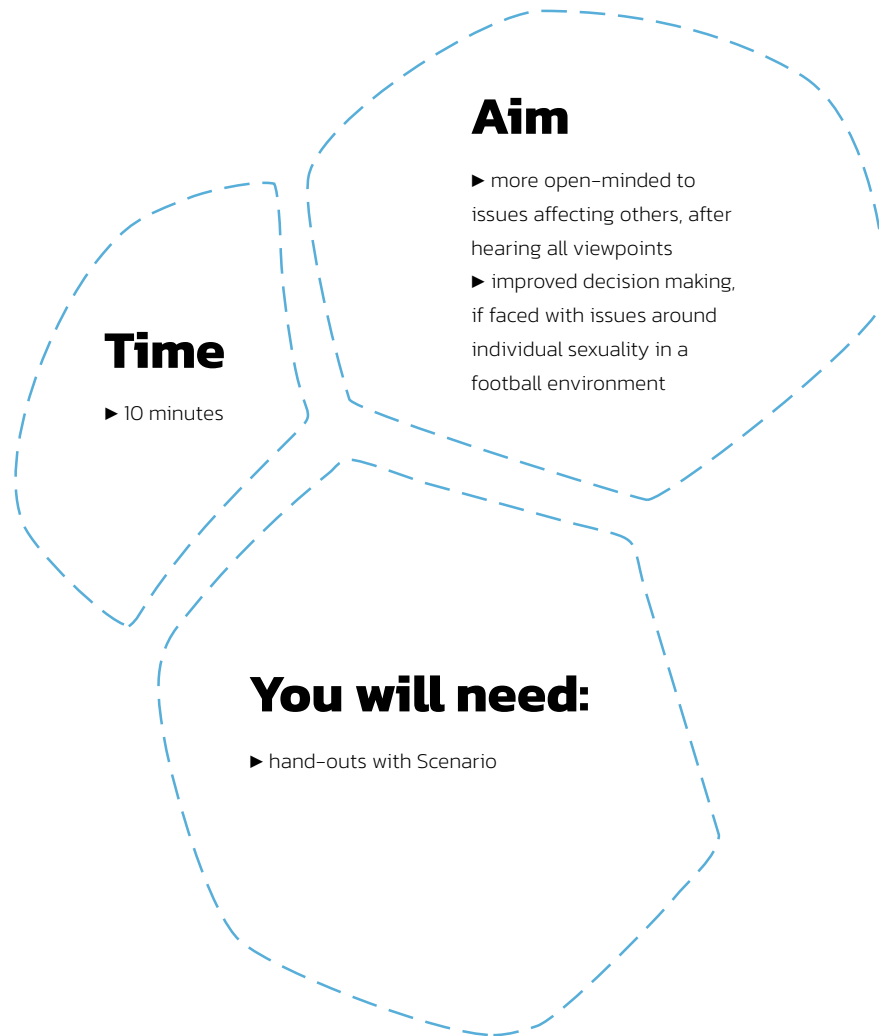 Aim
► more open-minded to
issues affecting others, after
hearing all viewpoints
► improved decision making,
if faced with issues around
individual sexuality in a
football environment
Time
► 10 minutes
You will need:
► hand-outs with Scenario